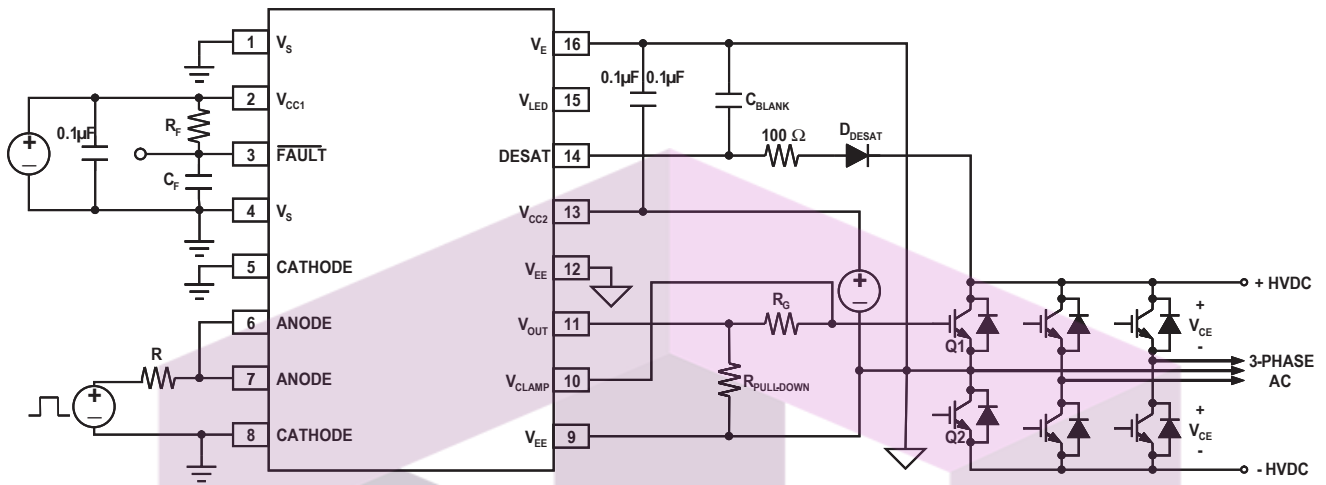 1 V_S
2 V_CC1
3 FAULT
4 V_S
5 CATHODE
6 ANODE
7 ANODE
8 CATHODE
V_E 16
V_LED 15
DESAT 14
V_CC2 13
V_EE 12
V_OUT 11
V_CLAMP 10
V_EE 9
0.1µF
R_F
C_F
+
–
R
+
–
0.1µF 0.1µF
C_BLANK
100 Ω
D_DESAT
+
–
R_G
R_PULL-DOWN
Q1
Q2
+ HVDC
+
V_CE
-
3-PHASE
AC
+
V_CE
-
- HVDC